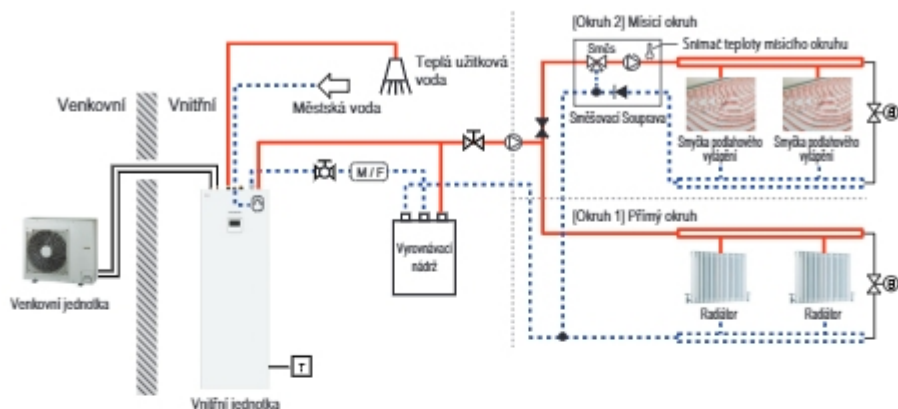 [Okruh 2] Mísicí okruh
Směs
Snímač teploty mísicího okruhu
Teplá užitková
voda
Městská voda
Venkovní
Vnitřní
Směšovací Souprava
Smyčka podlahového
vytápění
Smyčka podlahového
vytápění
M / F
[Okruh 1] Přímý okruh
Vyrovnávací
nádrž
Venkovní jednotka
Radiátor
Radiátor
T
Vnitřní jednotka